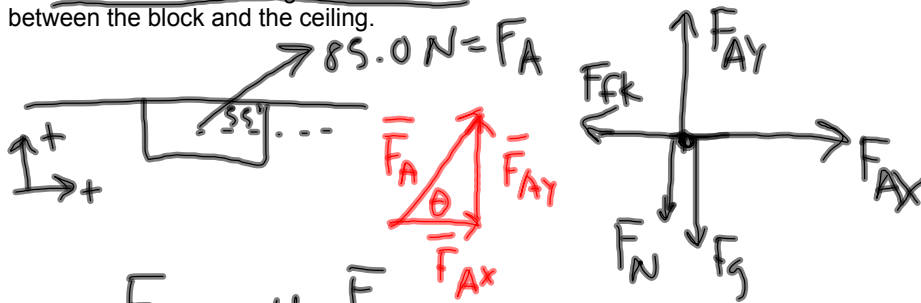 between the block and the ceiling.
85.0 N = F_A
55°
+
+
F_A
θ
F_AY
F_AX
F_fk
F_AY
F_AX
F_N
F_g
F
F